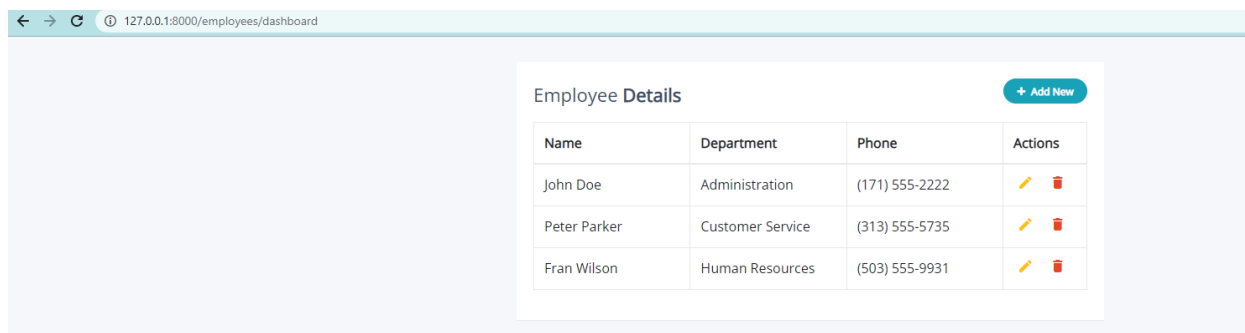 127.0.0.1:8000/employees/dashboard
Employee Details
+ Add New
Name Department Phone Actions
John Doe Administration (171) 555-2222
Peter Parker Customer Service (313) 555-5735
Fran Wilson Human Resources (503) 555-9931